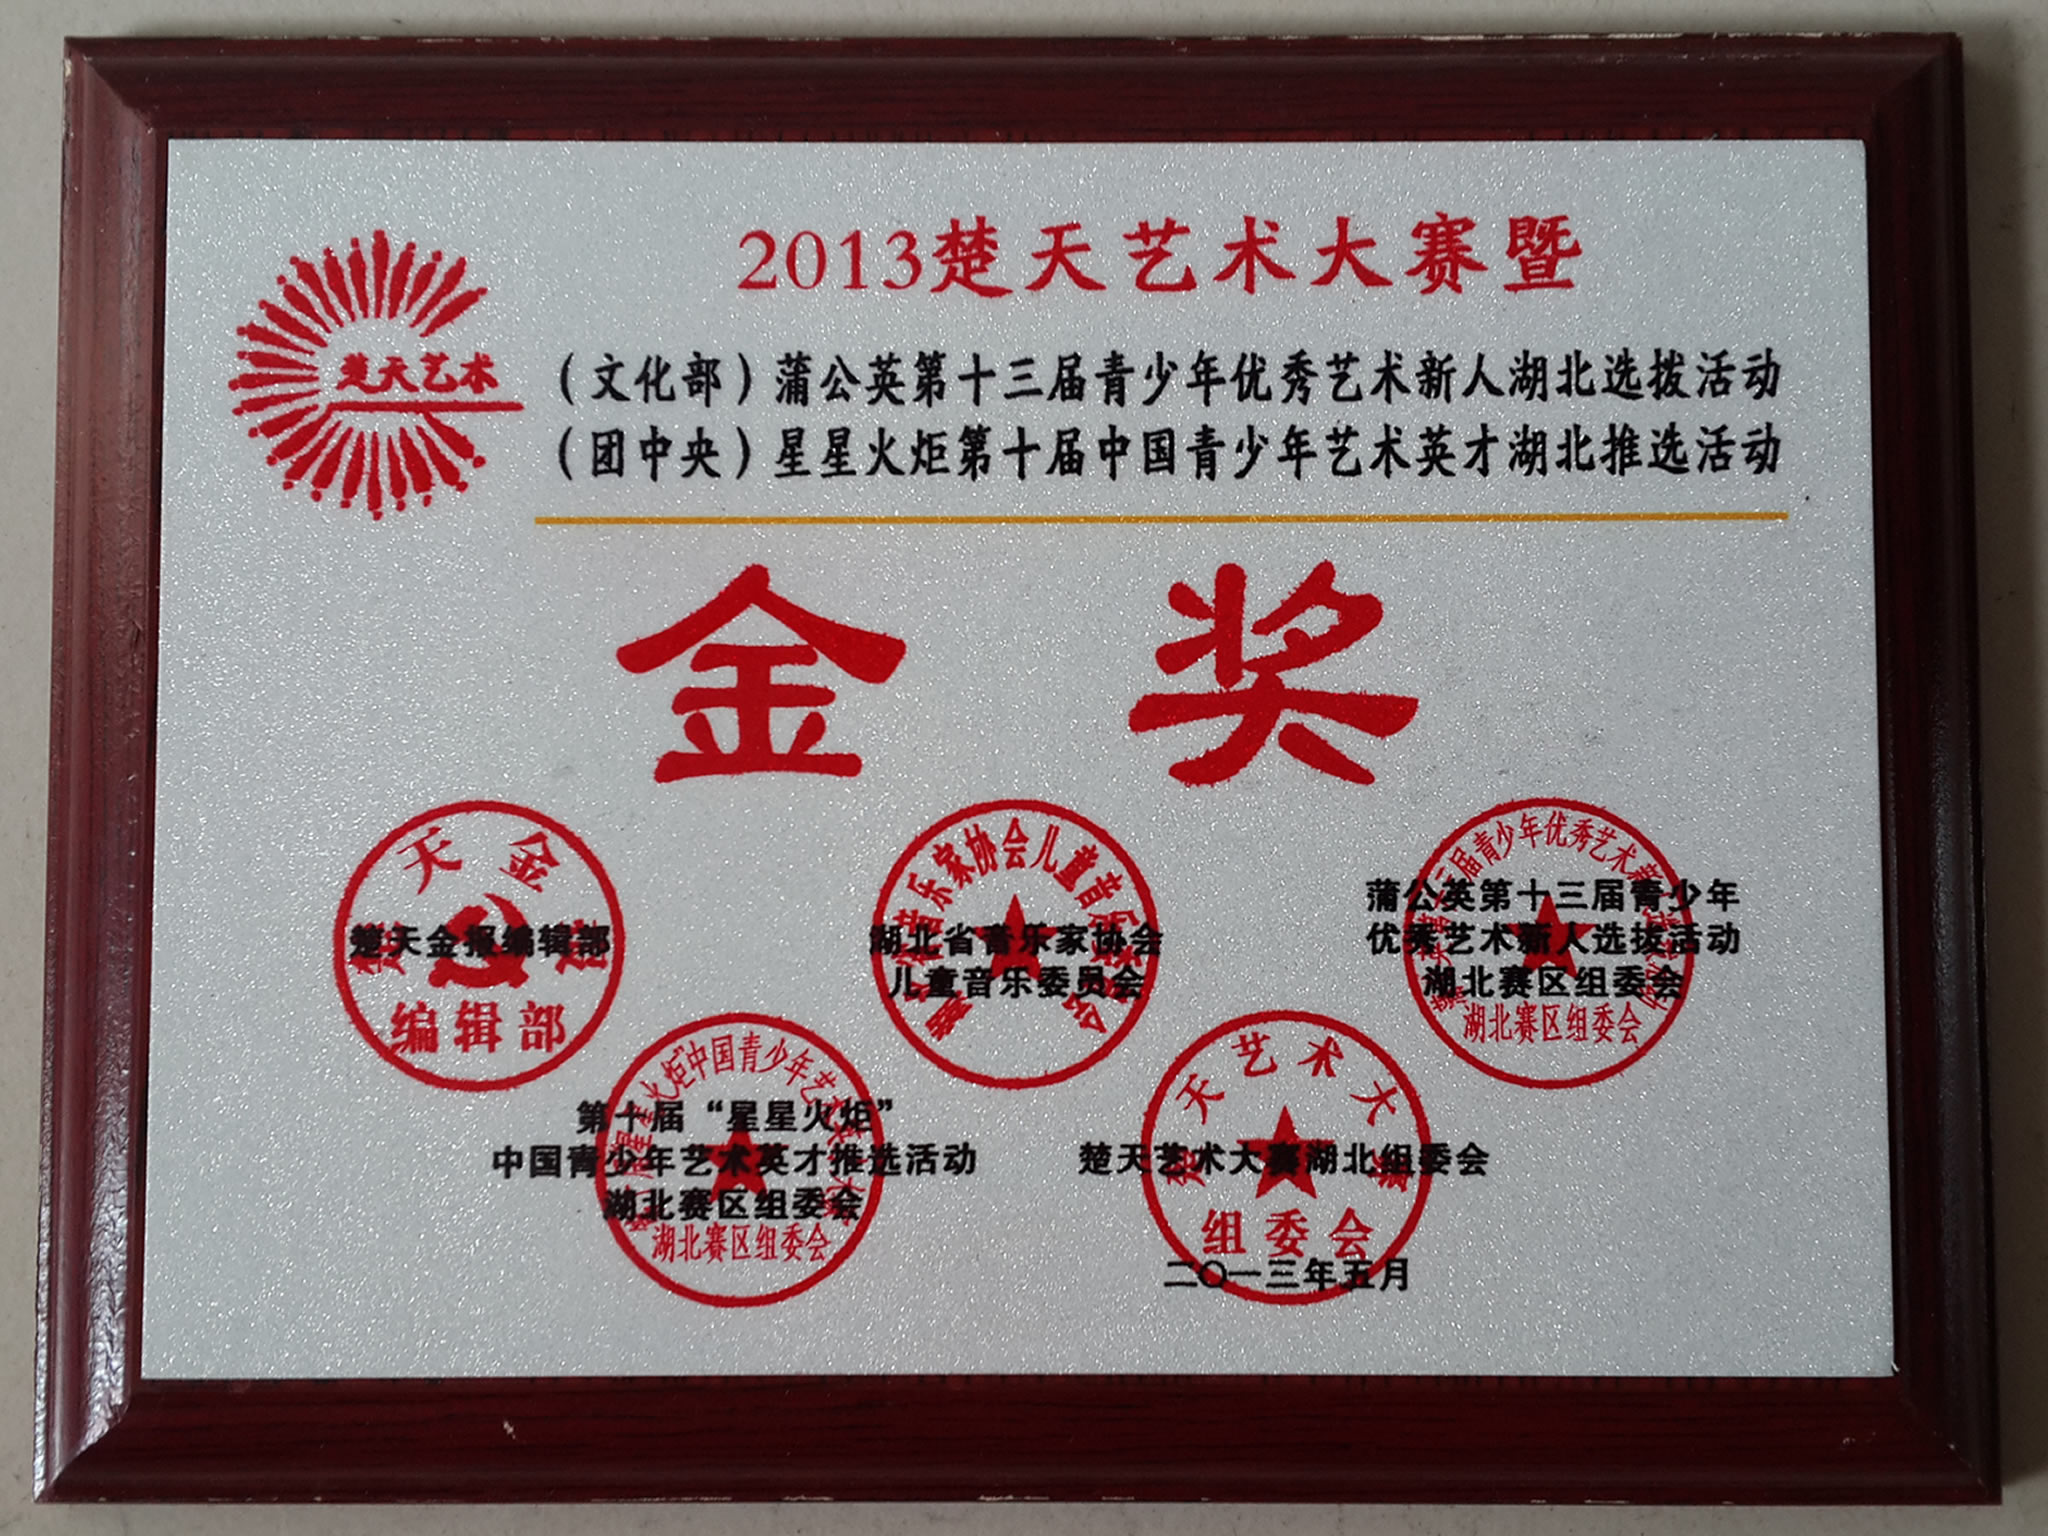 2013楚天艺术大赛暨
楚天艺术
（文化部）蒲公英第十三届青少年优秀艺术新人湖北选拔活动
（团中央）星星火炬第十届中国青少年艺术英才湖北推选活动
金奖
楚天金报编辑部
编辑部
湖北省音乐家协会
儿童音乐委员会
蒲公英第十三届青少年
优秀艺术新人选拔活动
湖北赛区组委会
湖北赛区组委会
第十届“星星火炬”
中国青少年艺术英才推选活动
湖北赛区组委会
湖北赛区组委会
楚天艺术大赛
楚天艺术大赛湖北组委会
组委会
二〇一三年五月